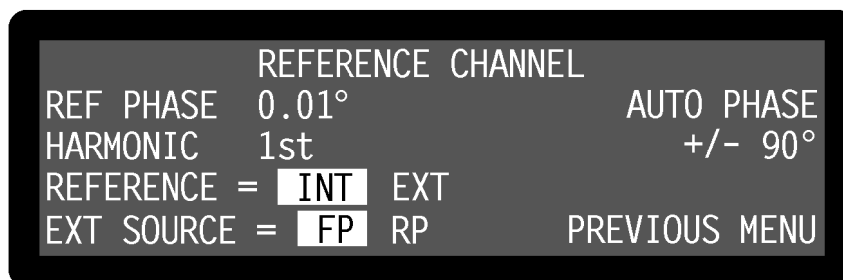 REFERENCE CHANNEL
REF PHASE 0.01° AUTO PHASE
HARMONIC 1st +/- 90°
REFERENCE = INT EXT
EXT SOURCE = FP RP PREVIOUS MENU